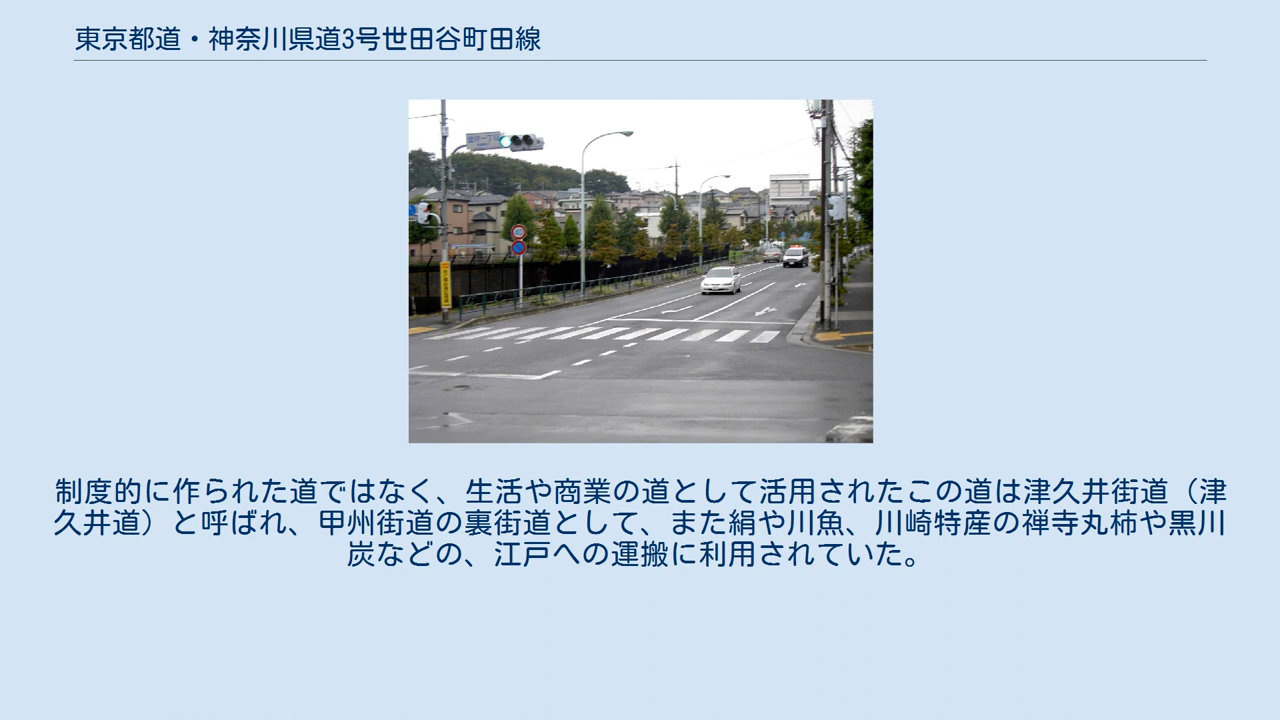 東京都道・神奈川県道3号世田谷町田線
制度的に作られた道ではなく、生活や商業の道として活用されたこの道は津久井街道（津
久井道）と呼ばれ、甲州街道の裏街道として、また絹や川魚、川崎特産の禅寺丸柿や黒川
炭などの、江戸への運搬に利用されていた。